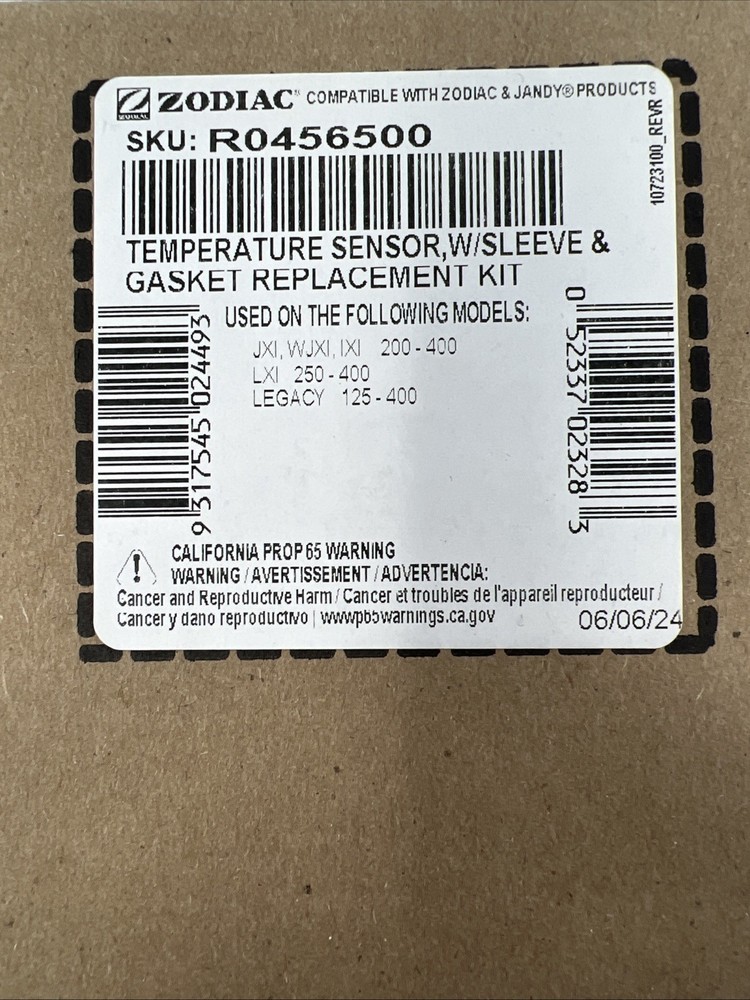 ZODIAC® COMPATIBLE WITH ZODIAC & JANDY® PRODUCTS
SKU: R0456500
10723100_REVR
TEMPERATURE SENSOR,W/SLEEVE &
GASKET REPLACEMENT KIT
USED ON THE FOLLOWING MODELS:
JXI, WJXI, IXI 200 - 400
LXI 250 - 400
LEGACY 125 - 400
9 317545 024493
0 52337 02328 3
CALIFORNIA PROP 65 WARNING
WARNING / AVERTISSEMENT / ADVERTENCIA:
Cancer and Reproductive Harm / Cancer et troubles de l'appareil reproducteur /
Cancer y dano reproductivo | www.p65warnings.ca.gov
06/06/24